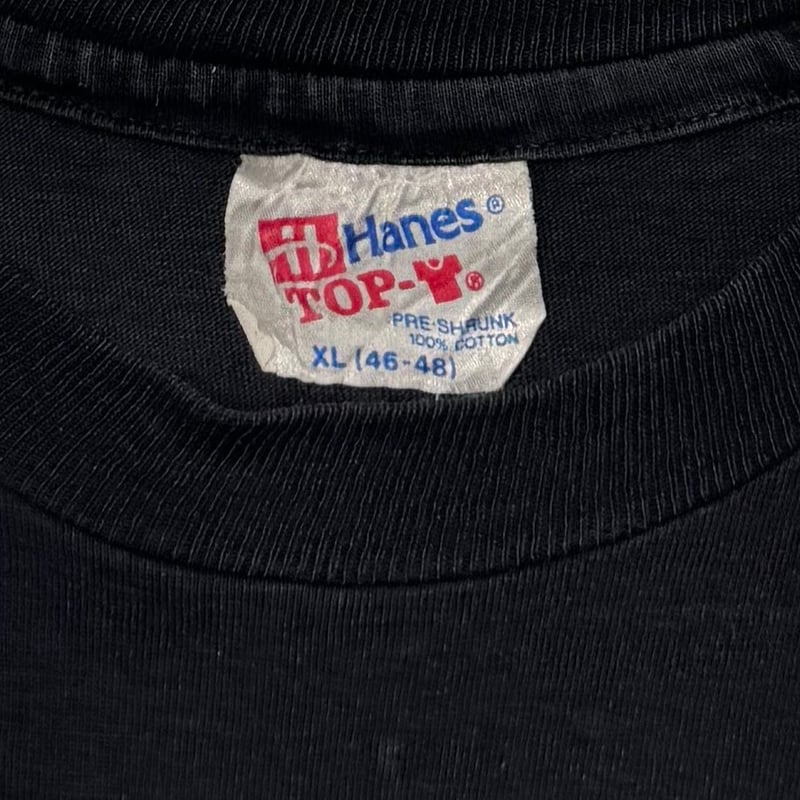 Hanes®
TOP-®
PRE-SHRUNK
100% COTTON
XL (46-48)